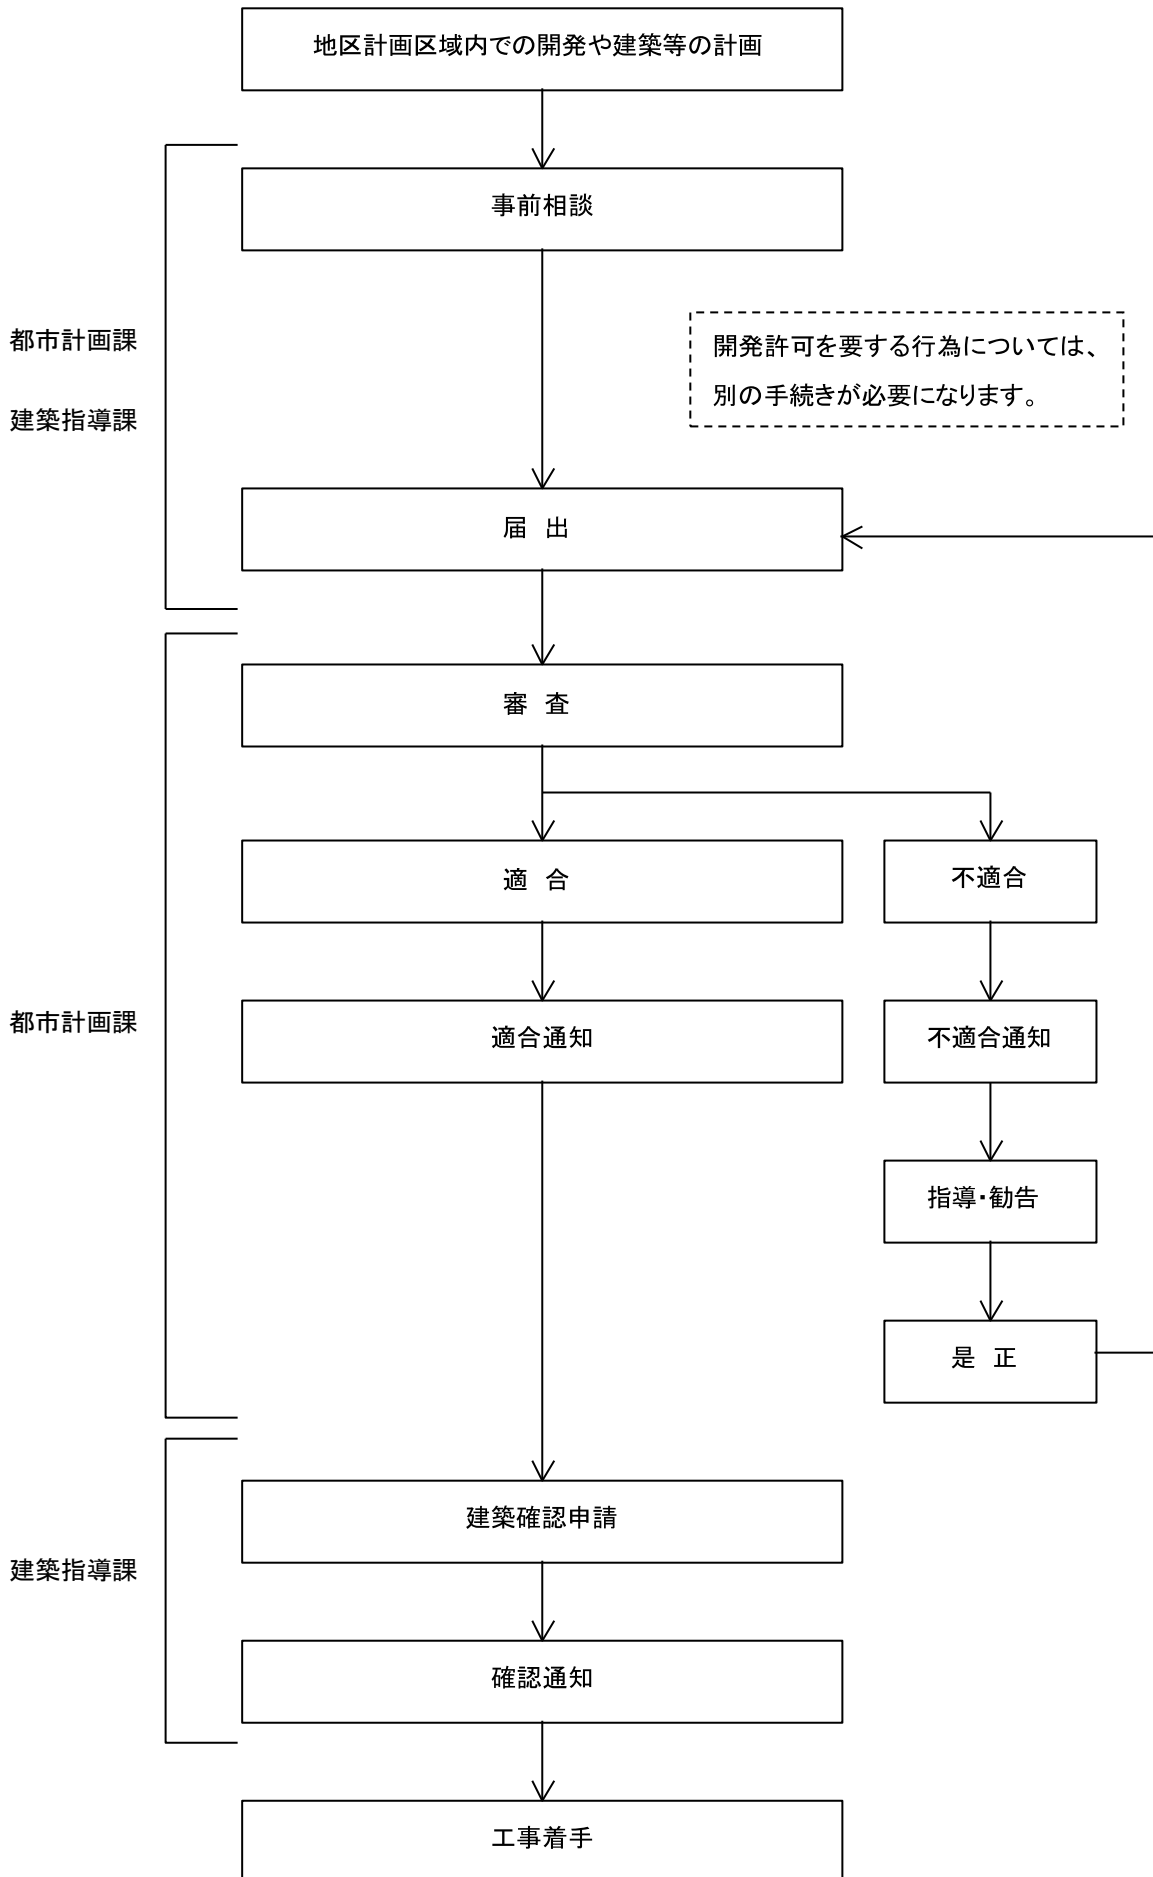 地区計画区域内での開発や建築等の計画
事前相談
都市計画課
建築指導課
開発許可を要する行為については、
別の手続きが必要になります。
届　出
審　査
適　合
不適合
都市計画課
適合通知
不適合通知
指導・勧告
是　正
建築確認申請
建築指導課
確認通知
工事着手